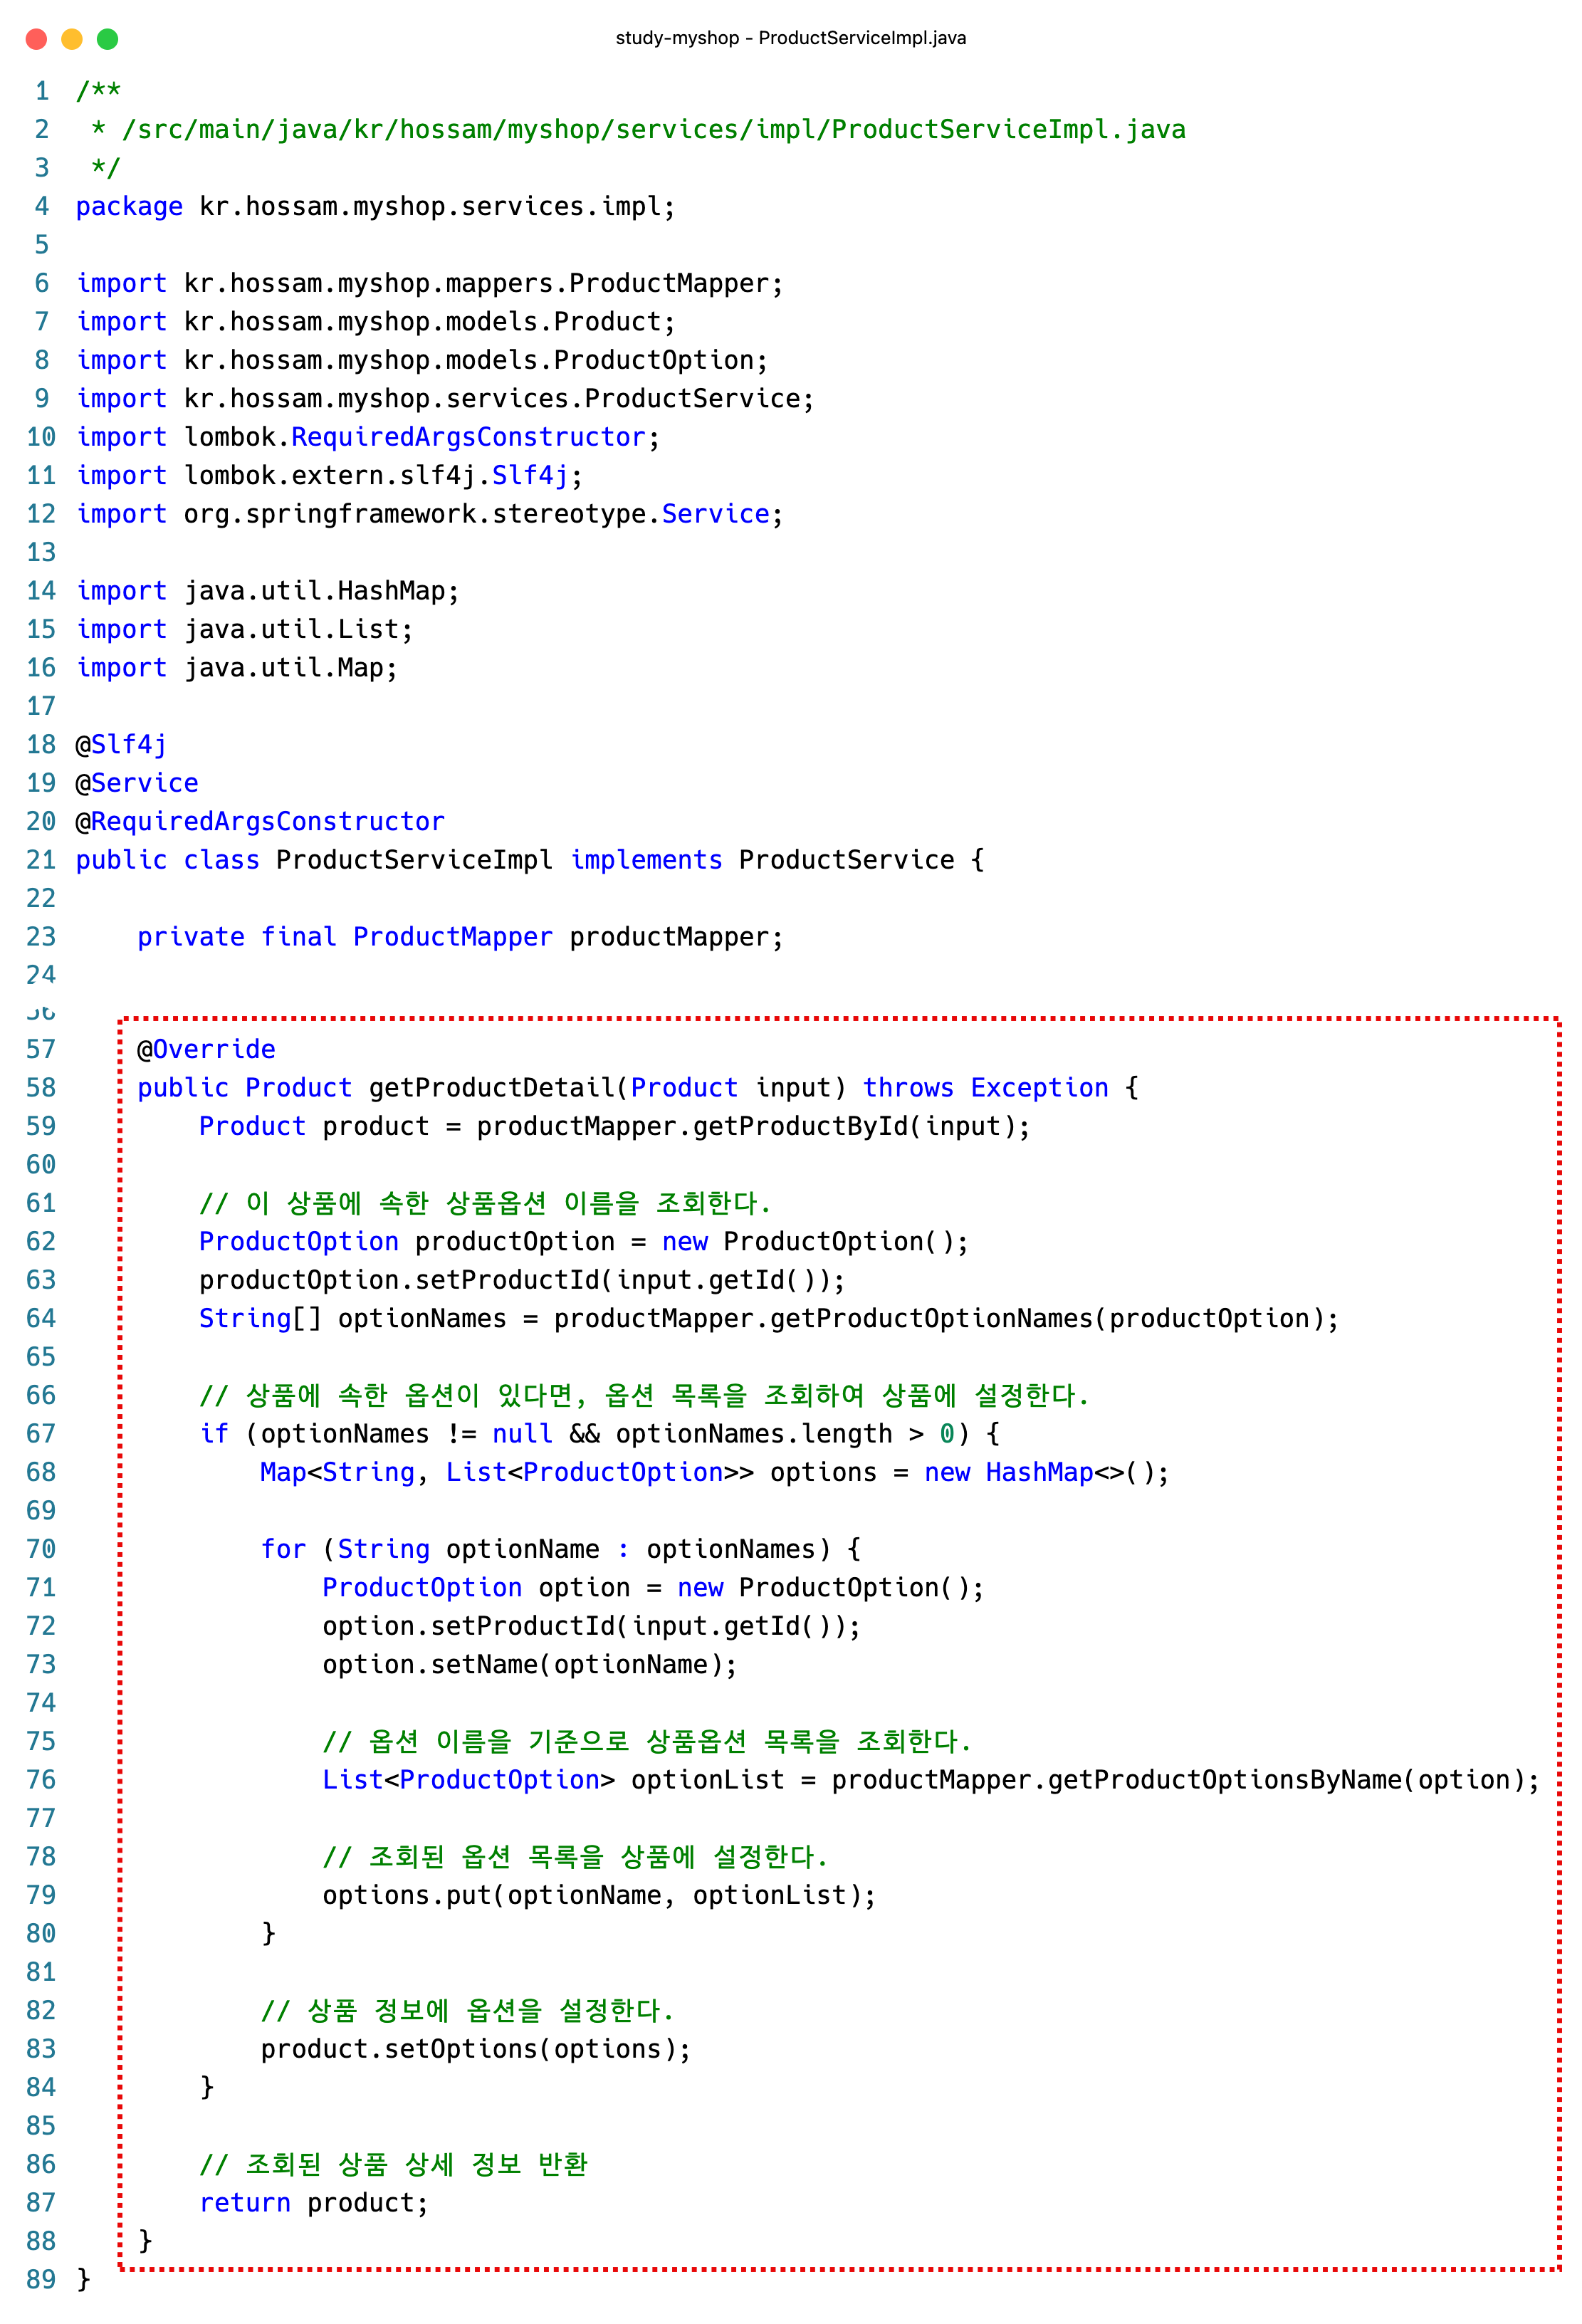 study-myshop - ProductServiceImpl.java
1 /**
2  * /src/main/java/kr/hossam/myshop/services/impl/ProductServiceImpl.java
3  */
4 package kr.hossam.myshop.services.impl;
5
6 import kr.hossam.myshop.mappers.ProductMapper;
7 import kr.hossam.myshop.models.Product;
8 import kr.hossam.myshop.models.ProductOption;
9 import kr.hossam.myshop.services.ProductService;
10 import lombok.RequiredArgsConstructor;
11 import lombok.extern.slf4j.Slf4j;
12 import org.springframework.stereotype.Service;
13
14 import java.util.HashMap;
15 import java.util.List;
16 import java.util.Map;
17
18 @Slf4j
19 @Service
20 @RequiredArgsConstructor
21 public class ProductServiceImpl implements ProductService {
22
23     private final ProductMapper productMapper;
24
56
57     @Override
58     public Product getProductDetail(Product input) throws Exception {
59         Product product = productMapper.getProductById(input);
60
61         // 이 상품에 속한 상품옵션 이름을 조회한다.
62         ProductOption productOption = new ProductOption();
63         productOption.setProductId(input.getId());
64         String[] optionNames = productMapper.getProductOptionNames(productOption);
65
66         // 상품에 속한 옵션이 있다면, 옵션 목록을 조회하여 상품에 설정한다.
67         if (optionNames != null && optionNames.length > 0) {
68             Map<String, List<ProductOption>> options = new HashMap<>();
69
70             for (String optionName : optionNames) {
71                 ProductOption option = new ProductOption();
72                 option.setProductId(input.getId());
73                 option.setName(optionName);
74
75                 // 옵션 이름을 기준으로 상품옵션 목록을 조회한다.
76                 List<ProductOption> optionList = productMapper.getProductOptionsByName(option);
77
78                 // 조회된 옵션 목록을 상품에 설정한다.
79                 options.put(optionName, optionList);
80             }
81
82             // 상품 정보에 옵션을 설정한다.
83             product.setOptions(options);
84         }
85
86         // 조회된 상품 상세 정보 반환
87         return product;
88     }
89 }